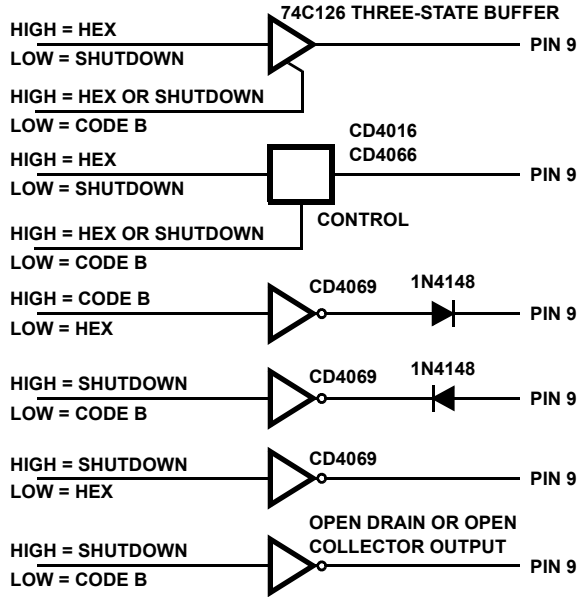 74C126 THREE-STATE BUFFER
HIGH = HEX
LOW = SHUTDOWN
PIN 9
HIGH = HEX OR SHUTDOWN
LOW = CODE B
CD4016
CD4066
HIGH = HEX
LOW = SHUTDOWN
PIN 9
CONTROL
HIGH = HEX OR SHUTDOWN
LOW = CODE B
CD4069
1N4148
HIGH = CODE B
LOW = HEX
PIN 9
CD4069
1N4148
HIGH = SHUTDOWN
LOW = CODE B
PIN 9
CD4069
HIGH = SHUTDOWN
LOW = HEX
PIN 9
OPEN DRAIN OR OPEN
COLLECTOR OUTPUT
HIGH = SHUTDOWN
LOW = CODE B
PIN 9